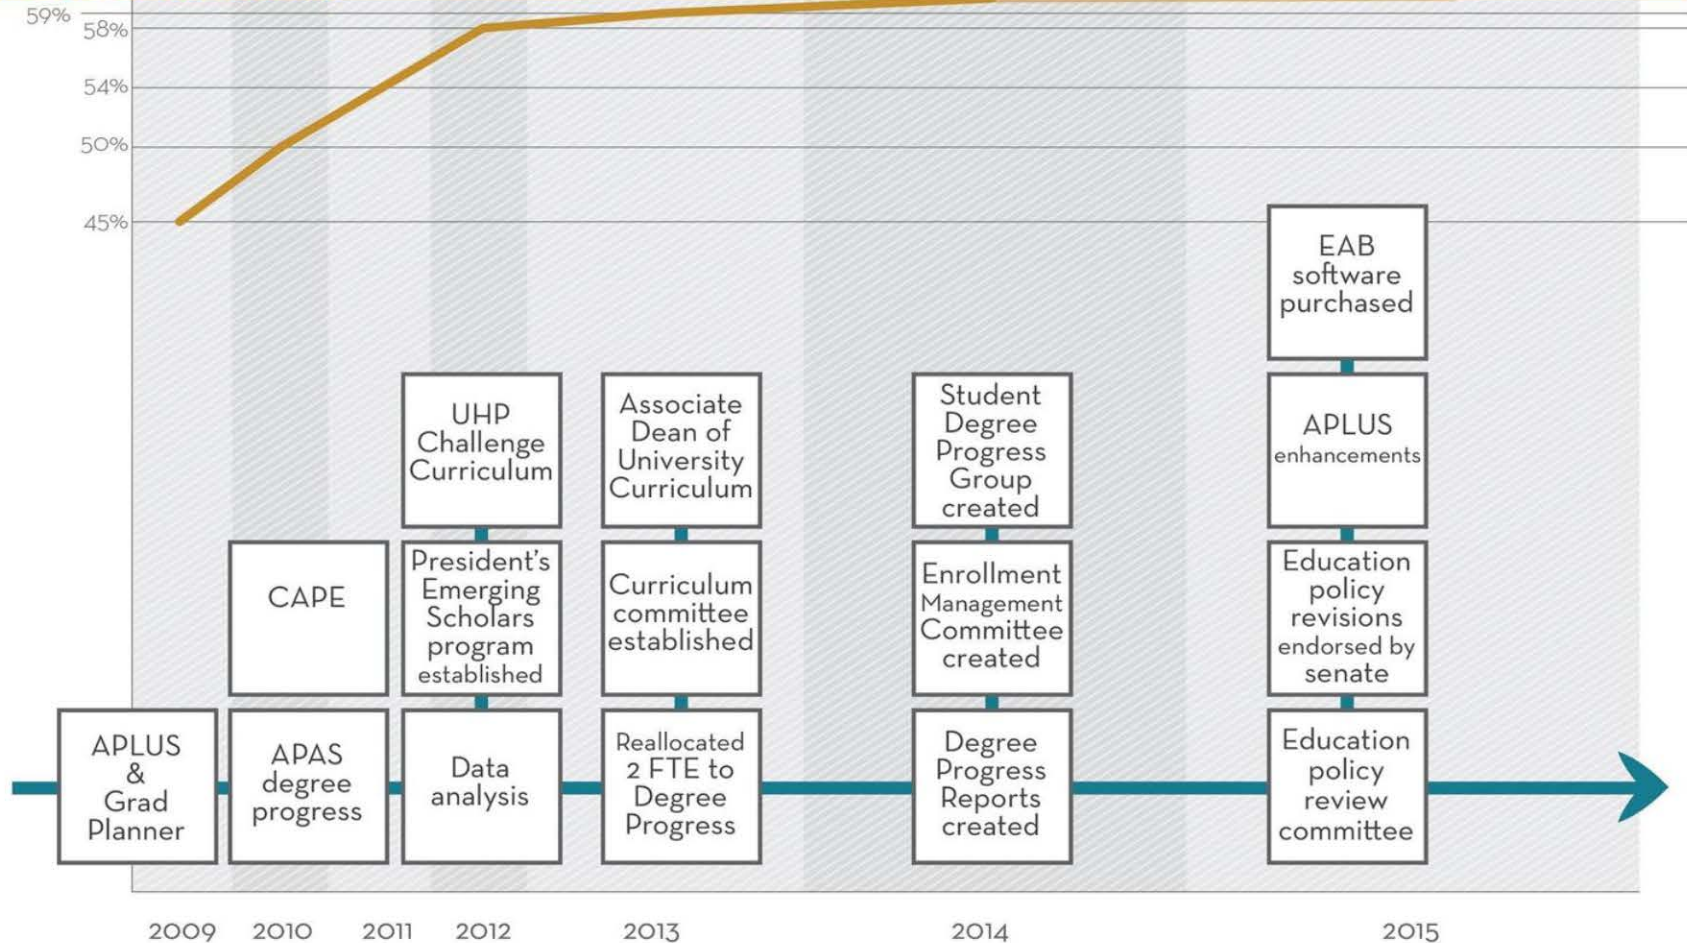 59%
58%
54%
50%
45%
EAB
software
purchased
UHP
Challenge
Curriculum
Associate
Dean of
University
Curriculum
Student
Degree
Progress
Group
created
APLUS
enhancements
CAPE
President's
Emerging
Scholars
program
established
Curriculum
committee
established
Enrollment
Management
Committee
created
Education
policy
revisions
endorsed by
senate
APLUS
&
Grad
Planner
APAS
degree
progress
Data
analysis
Reallocated
2 FTE to
Degree
Progress
Degree
Progress
Reports
created
Education
policy
review
committee
2009 2010 2011 2012 2013 2014 2015